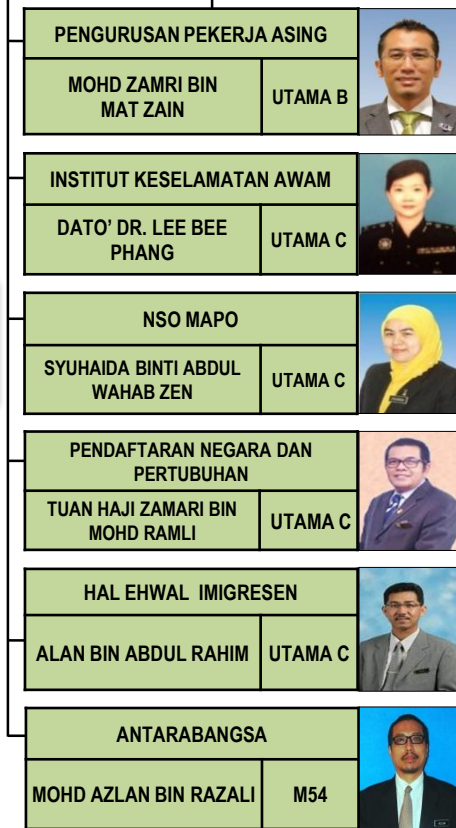 PENGURUSAN PEKERJA ASING
MOHD ZAMRI BIN
MAT ZAIN
UTAMA B
INSTITUT KESELAMATAN AWAM
DATO’ DR. LEE BEE
PHANG
UTAMA C
NSO MAPO
SYUHAIDA BINTI ABDUL
WAHAB ZEN
UTAMA C
PENDAFTARAN NEGARA DAN
PERTUBUHAN
TUAN HAJI ZAMARI BIN
MOHD RAMLI
UTAMA C
HAL EHWAL IMIGRESEN
ALAN BIN ABDUL RAHIM
UTAMA C
ANTARABANGSA
MOHD AZLAN BIN RAZALI
M54